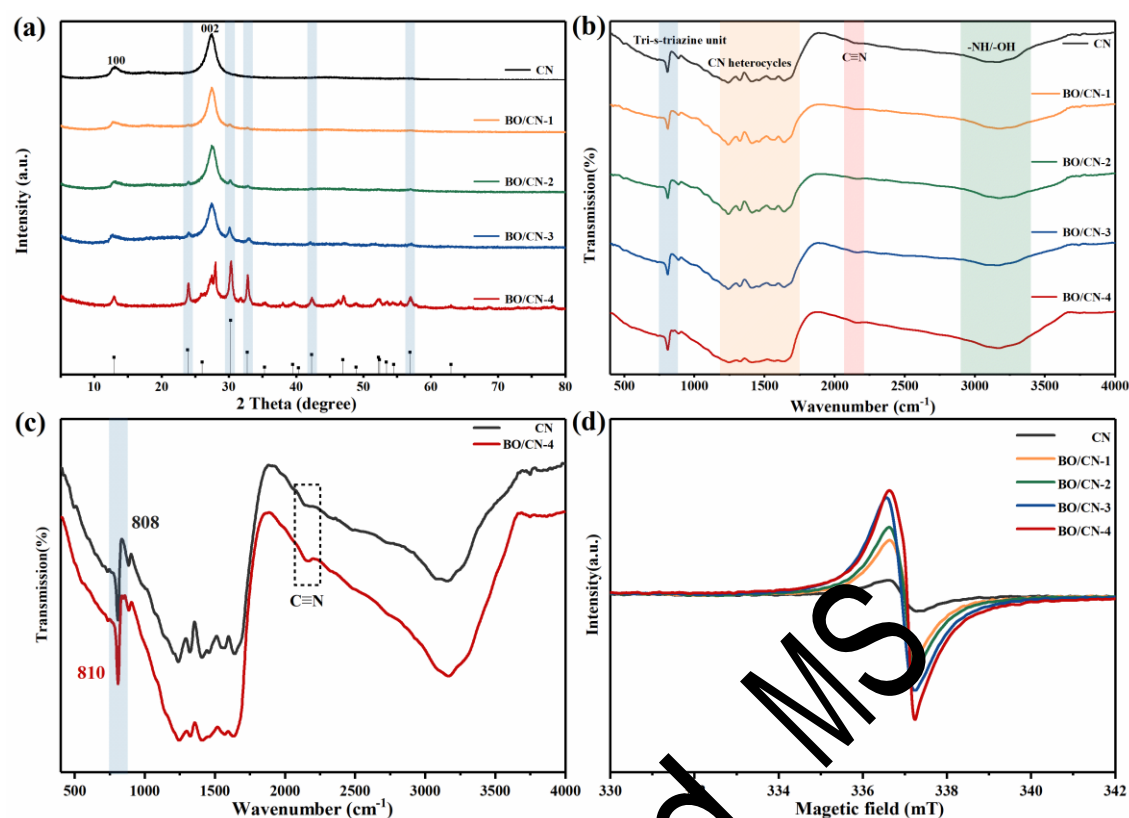 (a)
002
100
CN
BO/CN-1
BO/CN-2
BO/CN-3
BO/CN-4
Intensity (a.u.)
10 20 30 40 50 60 70 80
2 Theta (degree)
(b)
Tri-s-triazine unit
CN heterocycles
C≡N
-NH/-OH
CN
BO/CN-1
BO/CN-2
BO/CN-3
BO/CN-4
Transmission(%)
500 1000 1500 2000 2500 3000 3500 4000
Wavenumber (cm-1)
(c)
CN
BO/CN-4
808
810
C≡N
Transmission(%)
500 1000 1500 2000 2500 3000 3500 4000
Wavenumber (cm-1)
(d)
CN
BO/CN-1
BO/CN-2
BO/CN-3
BO/CN-4
Intensity(a.u.)
330 332 334 336 338 340 342
Magetic field (mT)
MS